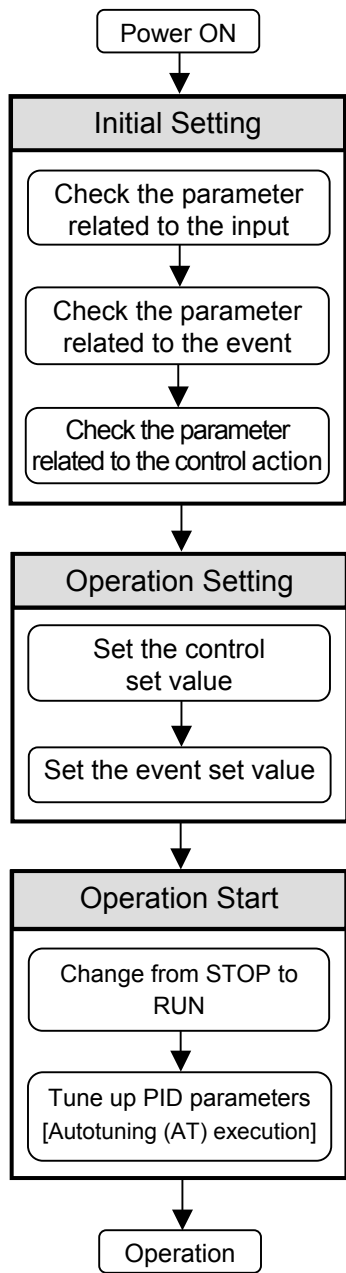 Power ON
Initial Setting
Check the parameter
related to the input
Check the parameter
related to the event
Check the parameter
related to the control action
Operation Setting
Set the control
set value
Set the event set value
Operation Start
Change from STOP to
RUN
Tune up PID parameters
[Autotuning (AT) execution]
Operation